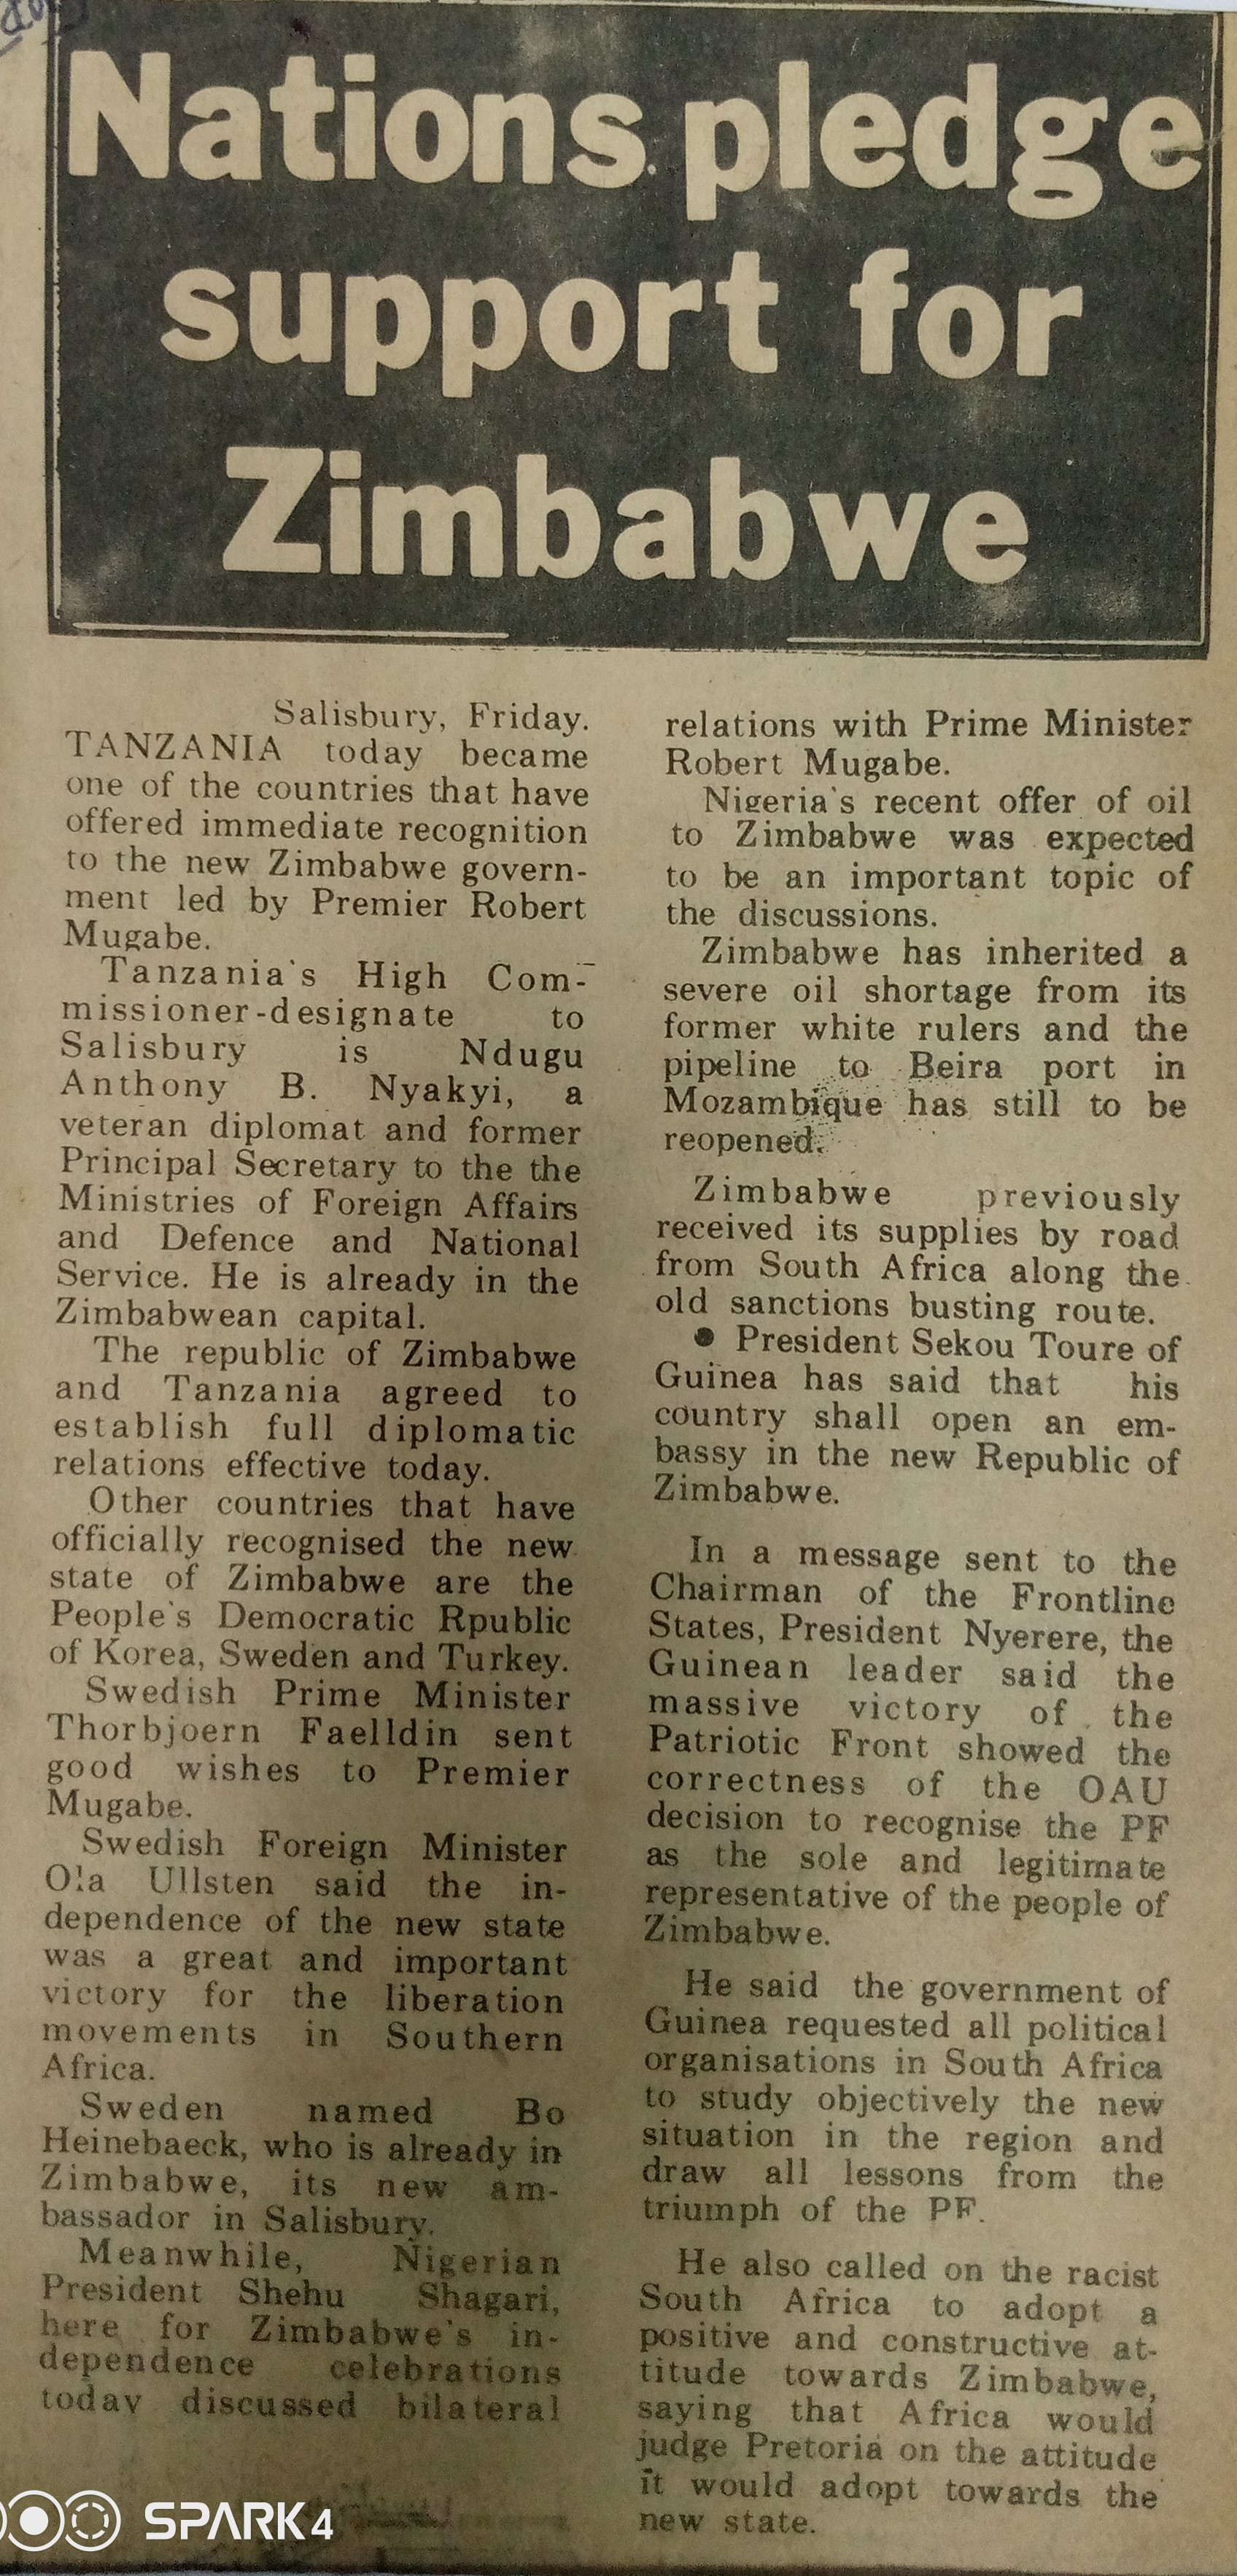 Nations pledge
support for
Zimbabwe
Salisbury, Friday.
TANZANIA today became
one of the countries that have
offered immediate recognition
to the new Zimbabwe govern-
ment led by Premier Robert
Mugabe.
Tanzania's High Com-
missioner-designate to
Salisbury is Ndugu
Anthony B. Nyakyi, a
veteran diplomat and former
Principal Secretary to the the
Ministries of Foreign Affairs
and Defence and National
Service. He is already in the
Zimbabwean capital.
The republic of Zimbabwe
and Tanzania agreed to
establish full diplomatic
relations effective today.
Other countries that have
officially recognised the new
state of Zimbabwe are the
People's Democratic Rpublic
of Korea, Sweden and Turkey.
Swedish Prime Minister
Thorbjoern Faelldin sent
good wishes to Premier
Mugabe.
Swedish Foreign Minister
Ola Ullsten said the in-
dependence of the new state
was a great and important
victory for the liberation
movements in Southern
Africa.
Sweden named Bo
Heinebaeck, who is already in
Zimbabwe, its new am-
bassador in Salisbury.
Meanwhile, Nigerian
President Shehu Shagari,
here for Zimbabwe's in-
dependence celebrations
today discussed bilateral
relations with Prime Minister
Robert Mugabe.
Nigeria's recent offer of oil
to Zimbabwe was expected
to be an important topic of
the discussions.
Zimbabwe has inherited a
severe oil shortage from its
former white rulers and the
pipeline to Beira port in
Mozambique has still to be
reopened.
Zimbabwe previously
received its supplies by road
from South Africa along the
old sanctions busting route.
● President Sekou Toure of
Guinea has said that his
country shall open an em-
bassy in the new Republic of
Zimbabwe.
In a message sent to the
Chairman of the Frontline
States, President Nyerere, the
Guinean leader said the
massive victory of the
Patriotic Front showed the
correctness of the OAU
decision to recognise the PF
as the sole and legitimate
representative of the people of
Zimbabwe.
He said the government of
Guinea requested all political
organisations in South Africa
to study objectively the new
situation in the region and
draw all lessons from the
triumph of the PF.
He also called on the racist
South Africa to adopt a
positive and constructive at-
titude towards Zimbabwe,
saying that Africa would
judge Pretoria on the attitude
it would adopt towards the
new state.
SPARK 4